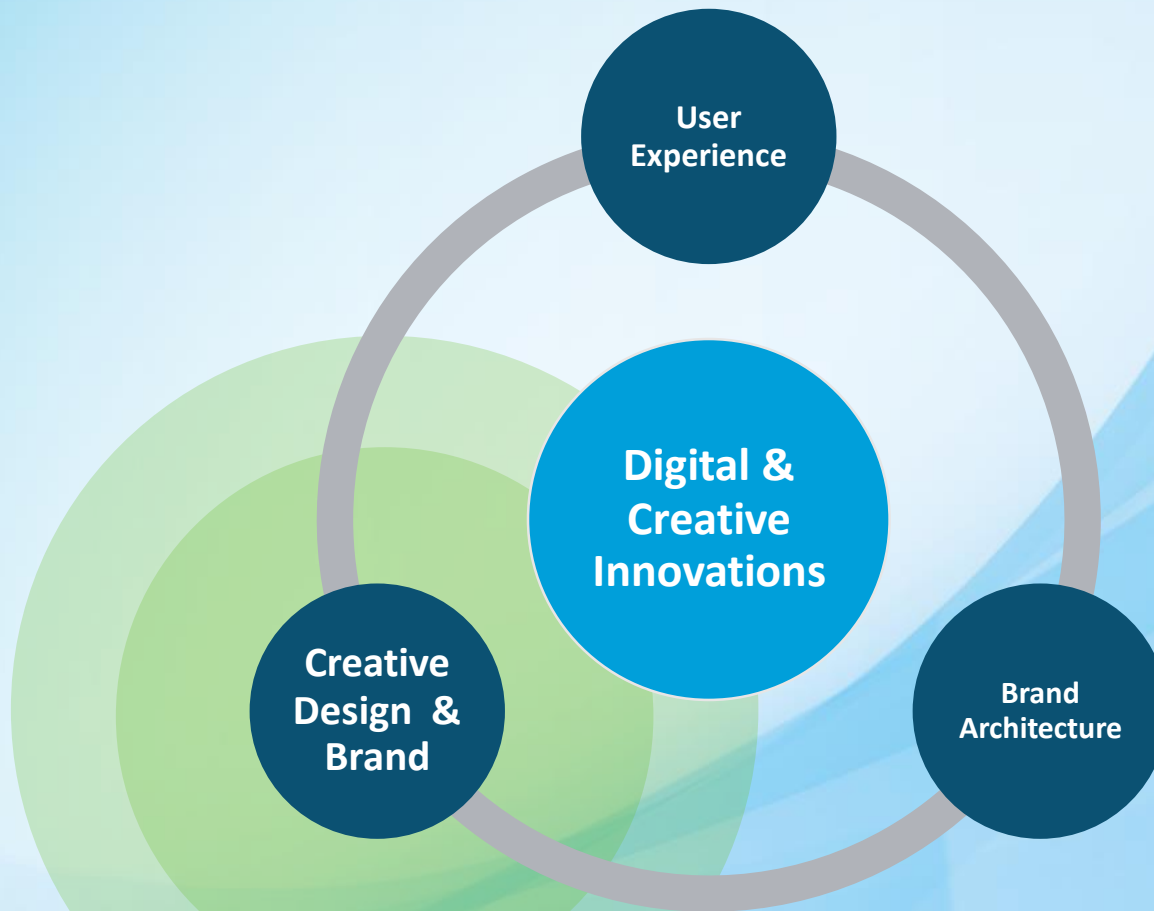 User
Experience
Digital &
Creative
Innovations
Creative
Design  &
Brand
Brand
Architecture